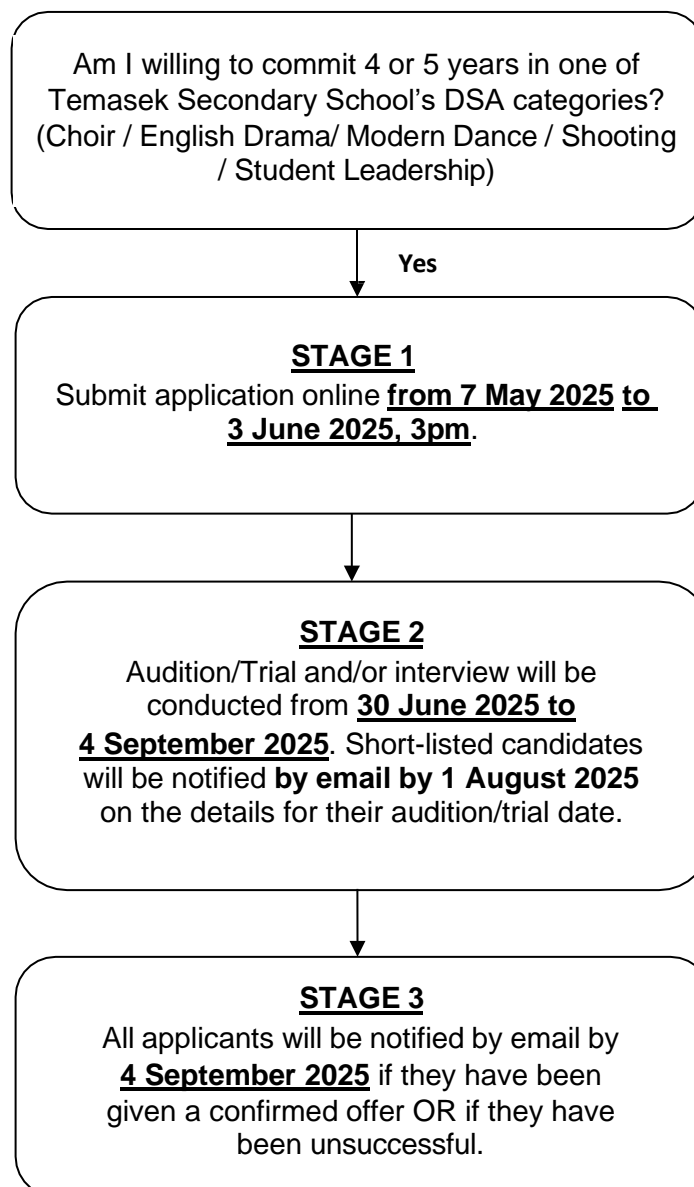 Am I willing to commit 4 or 5 years in one of
Temasek Secondary School’s DSA categories?
(Choir / English Drama/ Modern Dance / Shooting
/ Student Leadership)
Yes
STAGE 1
Submit application online from 7 May 2025 to
3 June 2025, 3pm.
STAGE 2
Audition/Trial and/or interview will be
conducted from 30 June 2025 to
4 September 2025. Short-listed candidates
will be notified by email by 1 August 2025
on the details for their audition/trial date.
STAGE 3
All applicants will be notified by email by
4 September 2025 if they have been
given a confirmed offer OR if they have
been unsuccessful.